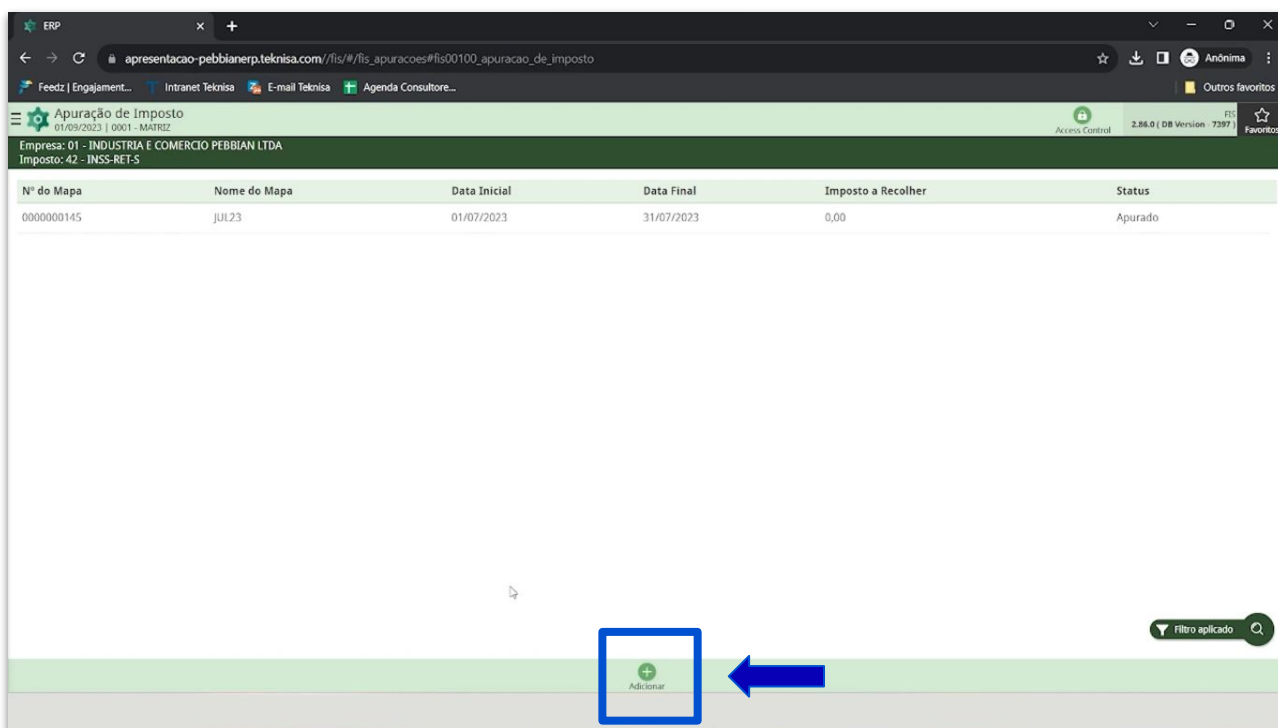 ERP
apresentacao-pebbianerp.teknisa.com//fis/#/fis_apuracoes#fis00100_apuracao_de_imposto
Anônima
Feedz | Engajament... Intranet Teknisa E-mail Teknisa Agenda Consultore... Outros favoritos
Apuração de Imposto
01/09/2023 | 0001 - MATRIZ
Access Control
FIS
2.86.0 ( DB Version - 7397 )
Favoritos
Empresa: 01 - INDUSTRIA E COMERCIO PEBBIAN LTDA
Imposto: 42 - INSS-RET-S
Nº do Mapa Nome do Mapa Data Inicial Data Final Imposto a Recolher Status
0000000145 JUL23 01/07/2023 31/07/2023 0,00 Apurado
Filtro aplicado
Adicionar